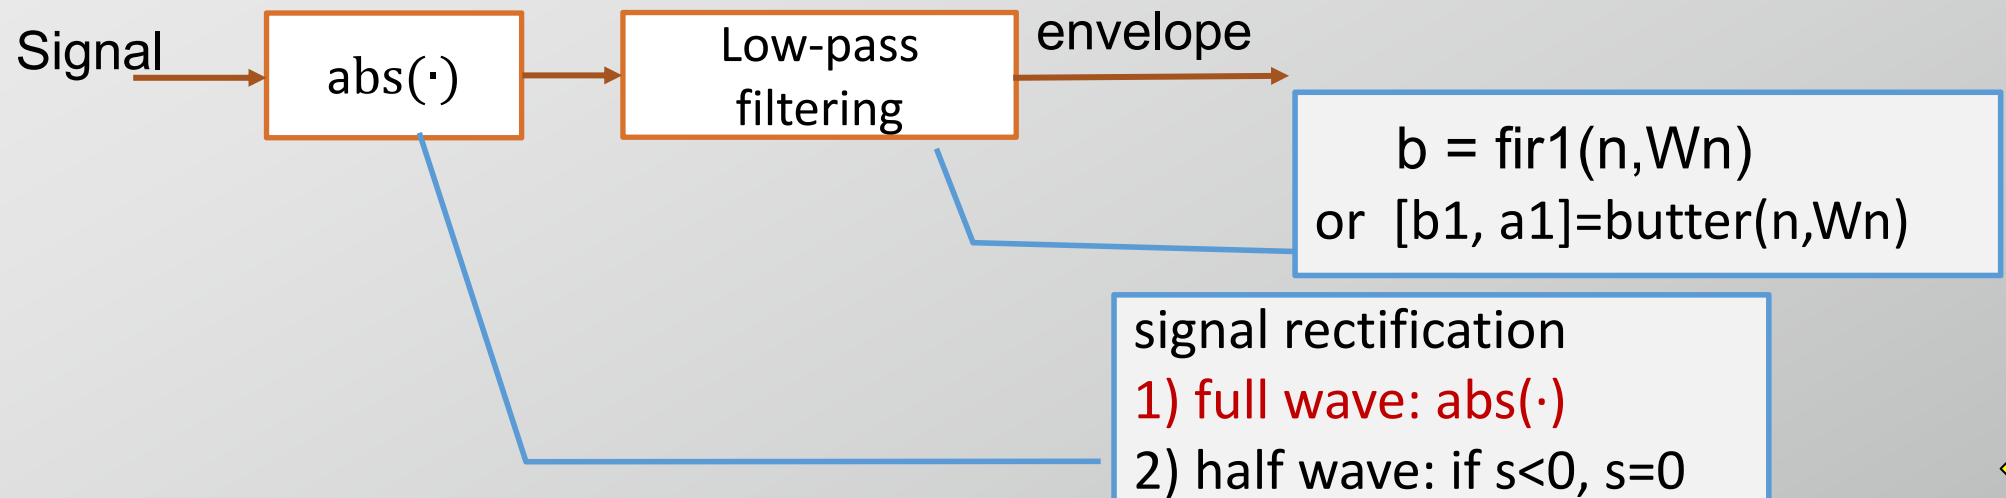 Signal
abs(·)
Low-pass
filtering
envelope
b = fir1(n,Wn)
or [b1, a1]=butter(n,Wn)
signal rectification
1) full wave: abs(·)
2) half wave: if s<0, s=0